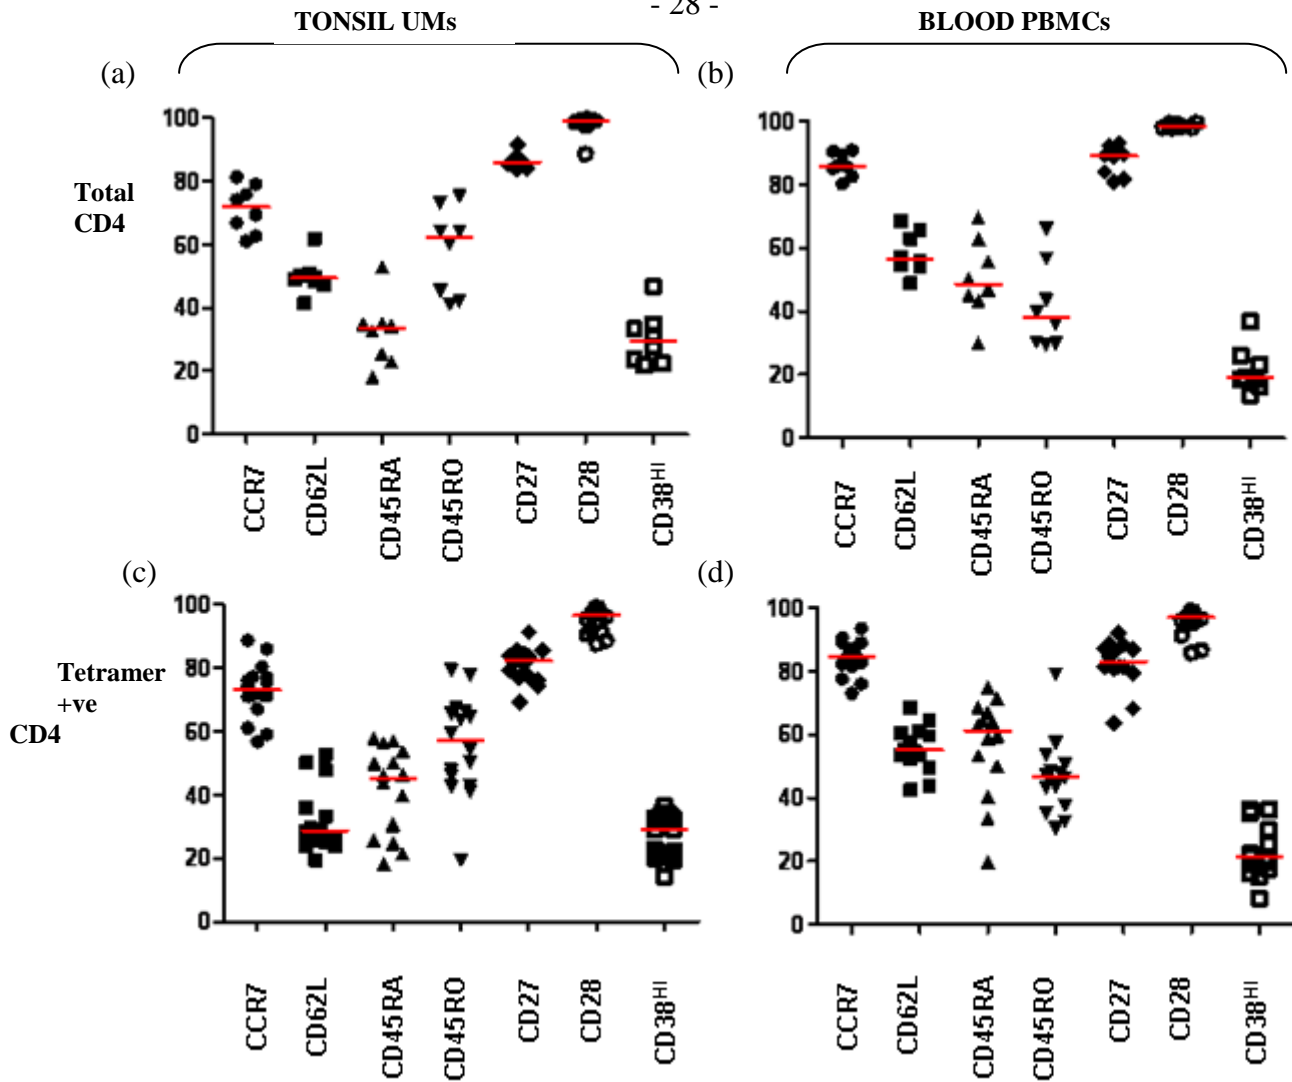 - 28 -
TONSIL UMs
BLOOD PBMCs
(a)
(b)
Total
CD4
100
80
60
40
20
0
CCR7
CD62L
CD45RA
CD45RO
CD27
CD28
CD38HI
100
80
60
40
20
0
CCR7
CD62L
CD45RA
CD45RO
CD27
CD28
CD38HI
(c)
(d)
Tetramer
+ve
CD4
100
80
60
40
20
0
CCR7
CD62L
CD45RA
CD45RO
CD27
CD28
CD38HI
100
80
60
40
20
0
CCR7
CD62L
CD45RA
CD45RO
CD27
CD28
CD38HI